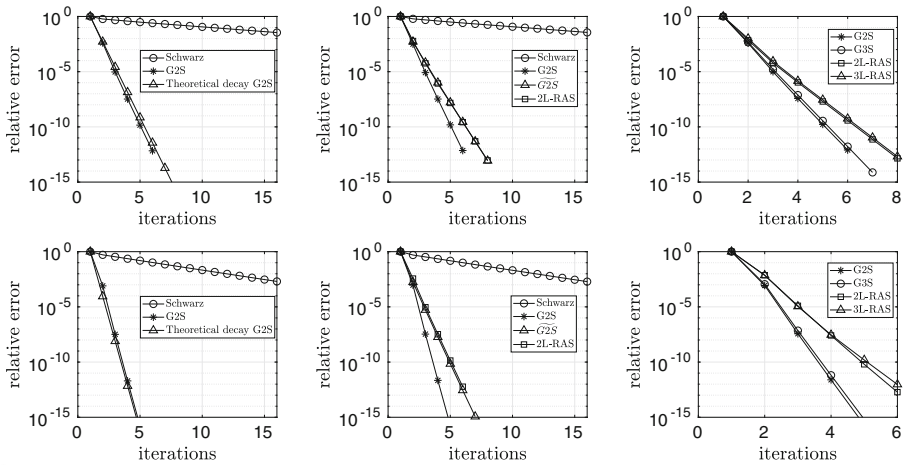 10^0
10^-5
10^-10
10^-15
relative error
0 5 10 15
iterations
Schwarz
G2S
Theoretical decay G2S
10^0
10^-5
10^-10
10^-15
relative error
0 5 10 15
iterations
Schwarz
G2S
G̃2S
2L-RAS
10^0
10^-5
10^-10
10^-15
relative error
0 2 4 6 8
iterations
G2S
G3S
2L-RAS
3L-RAS
10^0
10^-5
10^-10
10^-15
relative error
0 5 10 15
iterations
Schwarz
G2S
Theoretical decay G2S
10^0
10^-5
10^-10
10^-15
relative error
0 5 10 15
iterations
Schwarz
G2S
G̃2S
2L-RAS
10^0
10^-5
10^-10
10^-15
relative error
0 2 4 6
iterations
G2S
G3S
2L-RAS
3L-RAS